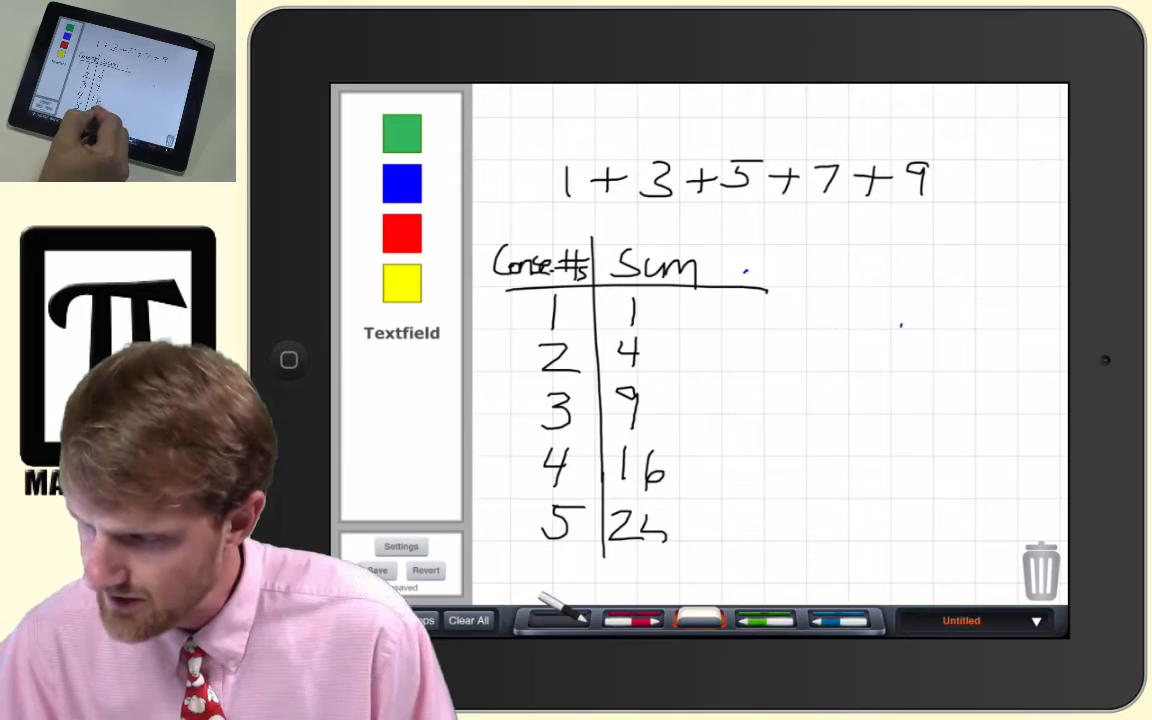 1 + 3 + 5 + 7 + 9
Conse. #s Sum
1 1
2 4
3 9
4 16
5 25
Textfield
Settings
Save Revert
Clear All
Untitled
MA